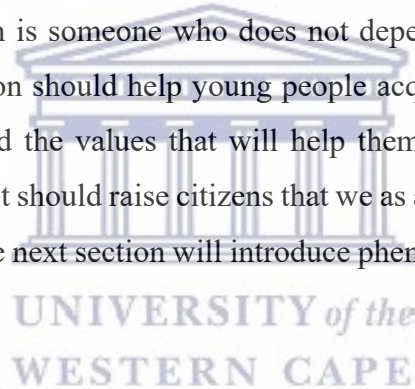 n is someone who does not depe
on should help young people acq
d the values that will help them
t should raise citizens that we as a
e next section will introduce phen
UNIVERSITY of the
WESTERN CAPE